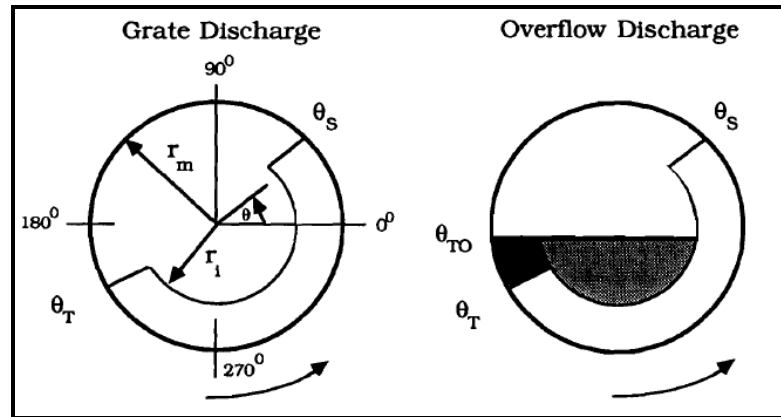 Grate Discharge
90⁰
θS
rm
θ
180⁰
0⁰
ri
θT
270⁰
Overflow Discharge
θS
θTO
θT